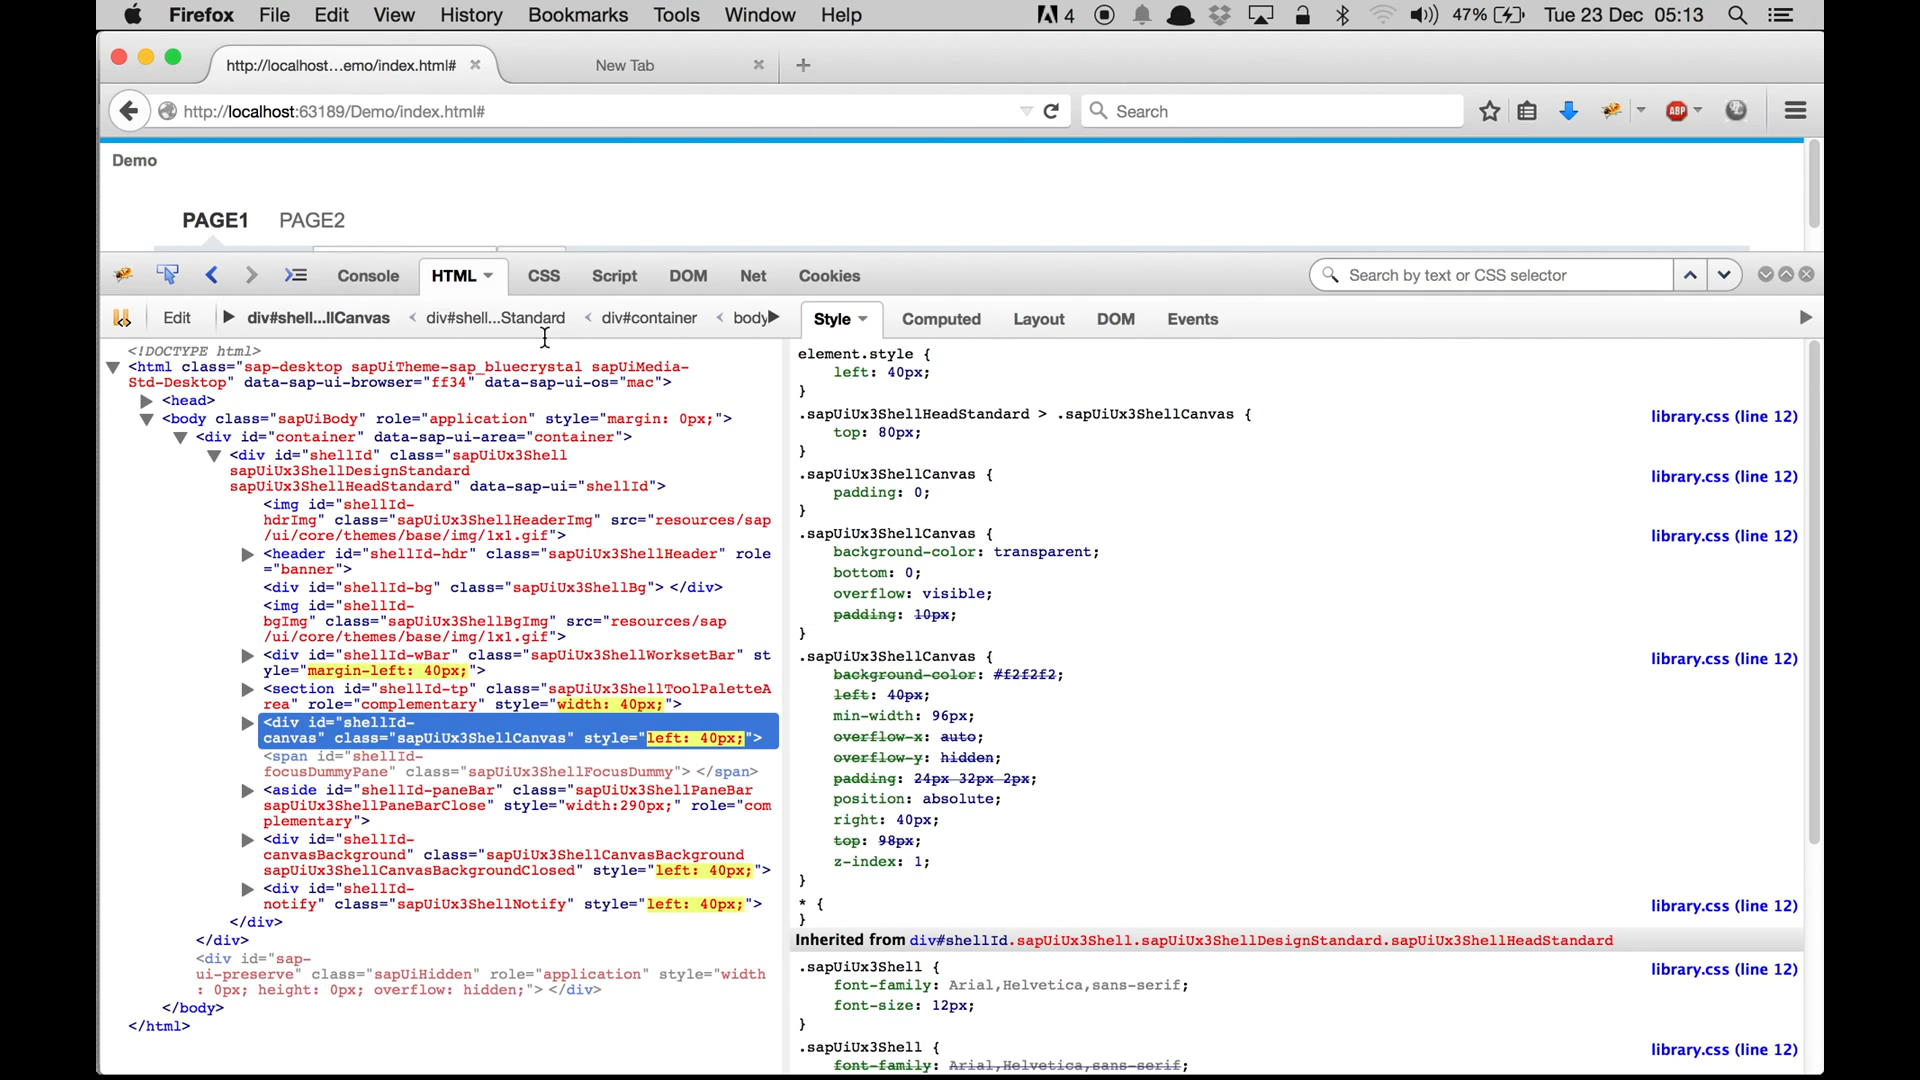 Firefox File Edit View History Bookmarks Tools Window Help 4 47% Tue 23 Dec 05:13
http://localhost...emo/index.html# New Tab
http://localhost:63189/Demo/index.html# Search ABP
Demo
PAGE1 PAGE2
Console HTML CSS Script DOM Net Cookies Search by text or CSS selector
Edit div#shell...llCanvas < div#shell...Standard < div#container < body
Style Computed Layout DOM Events
<!DOCTYPE html>
<html class="sap-desktop sapUiTheme-sap_bluecrystal sapUiMedia-
Std-Desktop" data-sap-ui-browser="ff34" data-sap-ui-os="mac">
<head>
<body class="sapUiBody" role="application" style="margin: 0px;">
<div id="container" data-sap-ui-area="container">
<div id="shellId" class="sapUiUx3Shell
sapUiUx3ShellDesignStandard
sapUiUx3ShellHeadStandard" data-sap-ui="shellId">
<img id="shellId-
hdrImg" class="sapUiUx3ShellHeaderImg" src="resources/sap
/ui/core/themes/base/img/1x1.gif">
<header id="shellId-hdr" class="sapUiUx3ShellHeader" role
="banner">
<div id="shellId-bg" class="sapUiUx3ShellBg"> </div>
<img id="shellId-
bgImg" class="sapUiUx3ShellBgImg" src="resources/sap
/ui/core/themes/base/img/1x1.gif">
<div id="shellId-wBar" class="sapUiUx3ShellWorksetBar" st
yle="margin-left: 40px;">
<section id="shellId-tp" class="sapUiUx3ShellToolPaletteA
rea" role="complementary" style="width: 40px;">
<div id="shellId-
canvas" class="sapUiUx3ShellCanvas" style="left: 40px;">
<span id="shellId-
focusDummyPane" class="sapUiUx3ShellFocusDummy"> </span>
<aside id="shellId-paneBar" class="sapUiUx3ShellPaneBar
sapUiUx3ShellPaneBarClose" style="width:290px;" role="com
plementary">
<div id="shellId-
canvasBackground" class="sapUiUx3ShellCanvasBackground
sapUiUx3ShellCanvasBackgroundClosed" style="left: 40px;">
<div id="shellId-
notify" class="sapUiUx3ShellNotify" style="left: 40px;">
</div>
</div>
<div id="sap-
ui-preserve" class="sapUiHidden" role="application" style="width
: 0px; height: 0px; overflow: hidden;"> </div>
</body>
</html>
element.style {
left: 40px;
}
.sapUiUx3ShellHeadStandard > .sapUiUx3ShellCanvas { library.css (line 12)
top: 80px;
}
.sapUiUx3ShellCanvas { library.css (line 12)
padding: 0;
}
.sapUiUx3ShellCanvas { library.css (line 12)
background-color: transparent;
bottom: 0;
overflow: visible;
padding: 10px;
}
.sapUiUx3ShellCanvas { library.css (line 12)
background-color: #f2f2f2;
left: 40px;
min-width: 96px;
overflow-x: auto;
overflow-y: hidden;
padding: 24px 32px 2px;
position: absolute;
right: 40px;
top: 98px;
z-index: 1;
}
* { library.css (line 12)
}
Inherited from div#shellId.sapUiUx3Shell.sapUiUx3ShellDesignStandard.sapUiUx3ShellHeadStandard
.sapUiUx3Shell { library.css (line 12)
font-family: Arial,Helvetica,sans-serif;
font-size: 12px;
}
.sapUiUx3Shell { library.css (line 12)
font-family: Arial,Helvetica,sans-serif;